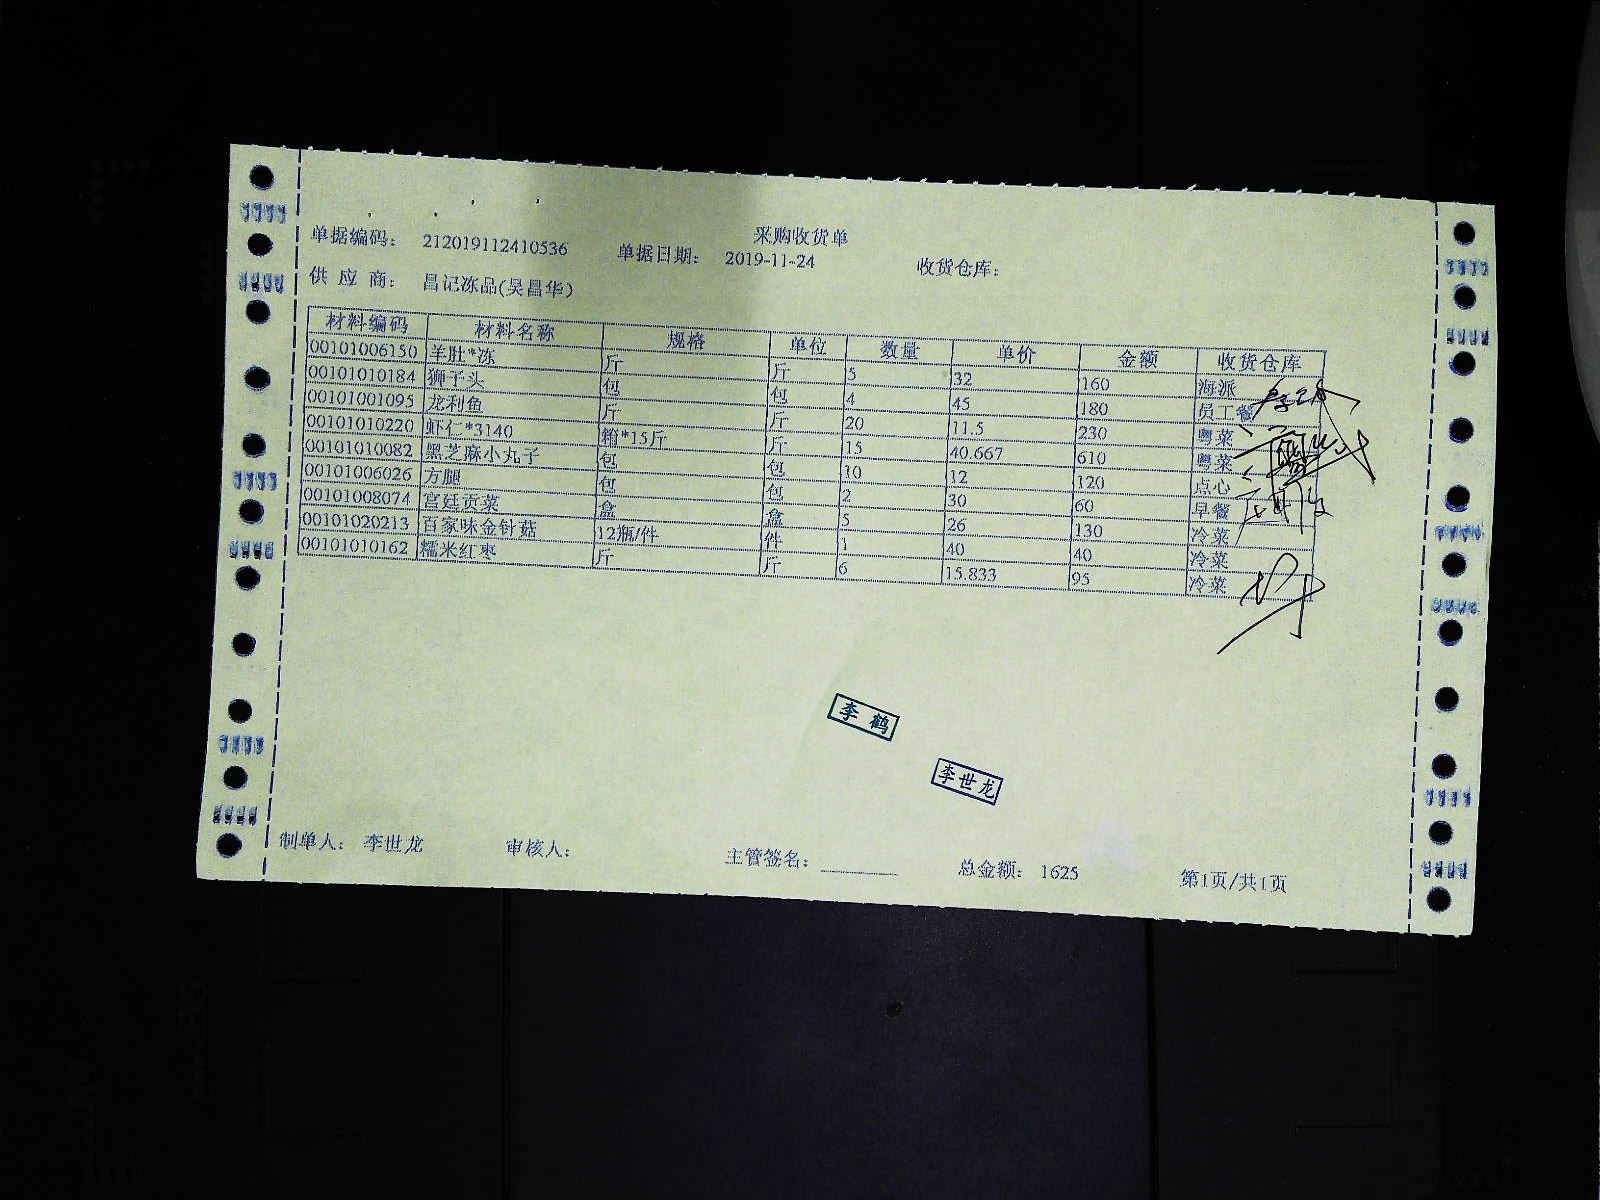 采购收货单
单据编码： 212019112410536 单据日期： 2019-11-24 收货仓库：
供 应 商： 昌记冻品(吴昌华)
材料编码 材料名称 规格 单位 数量 单价 金额 收货仓库
00101006150 羊肚*冻 斤 斤 5 32 160 海派
00101010184 狮子头 包 包 4 45 180 员工餐
00101001095 龙利鱼 斤 斤 20 11.5 230 粤菜
00101010220 虾仁*3140 箱*15斤 斤 15 40.667 610 粤菜
00101010082 黑芝麻小丸子 包 包 10 12 120 点心
00101006026 方腿 包 包 2 30 60 早餐
00101008074 宫廷贡菜 盒 盒 5 26 130 冷菜
00101020213 百家味金针菇 12瓶/件 件 1 40 40 冷菜
00101010162 糯米红枣 斤 斤 6 15.833 95 冷菜
李鹤
李世龙
制单人： 李世龙 审核人： 主管签名： 总金额： 1625 第1页/共1页